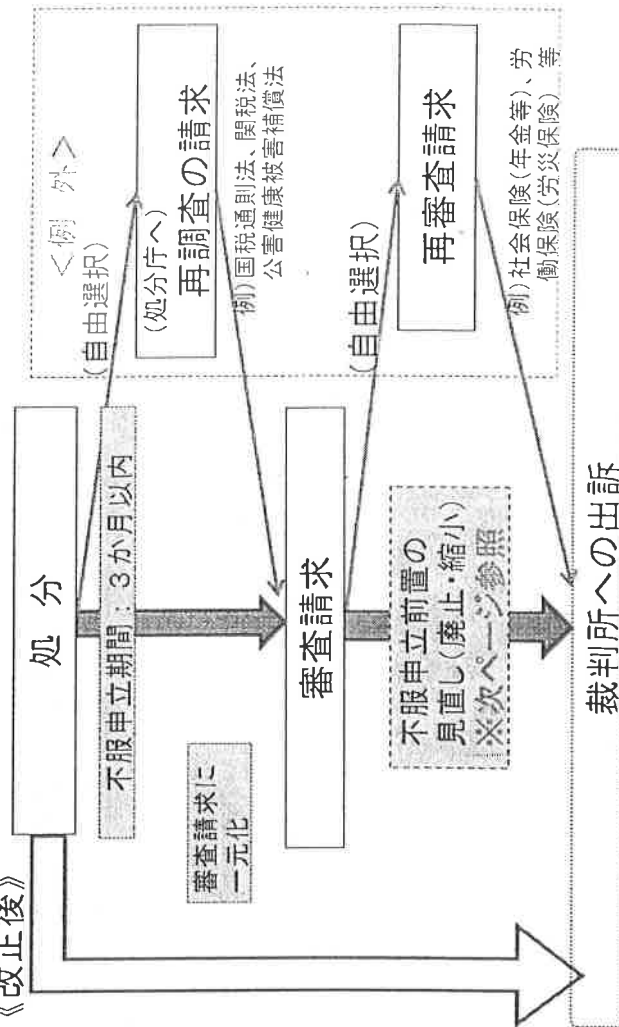 《改正後》
処 分
不服申立期間：３か月以内
審査請求に
一元化
審査請求
不服申立前置の
見直し(廃止・縮小)
※次ページ参照
裁判所への出訴
＜例 外＞
(自由選択)
(処分庁へ)
再調査の請求
例)国税通則法、関税法、
公害健康被害補償法
(自由選択)
再審査請求
例)社会保険(年金等)、労
働保険(労災保険) 等